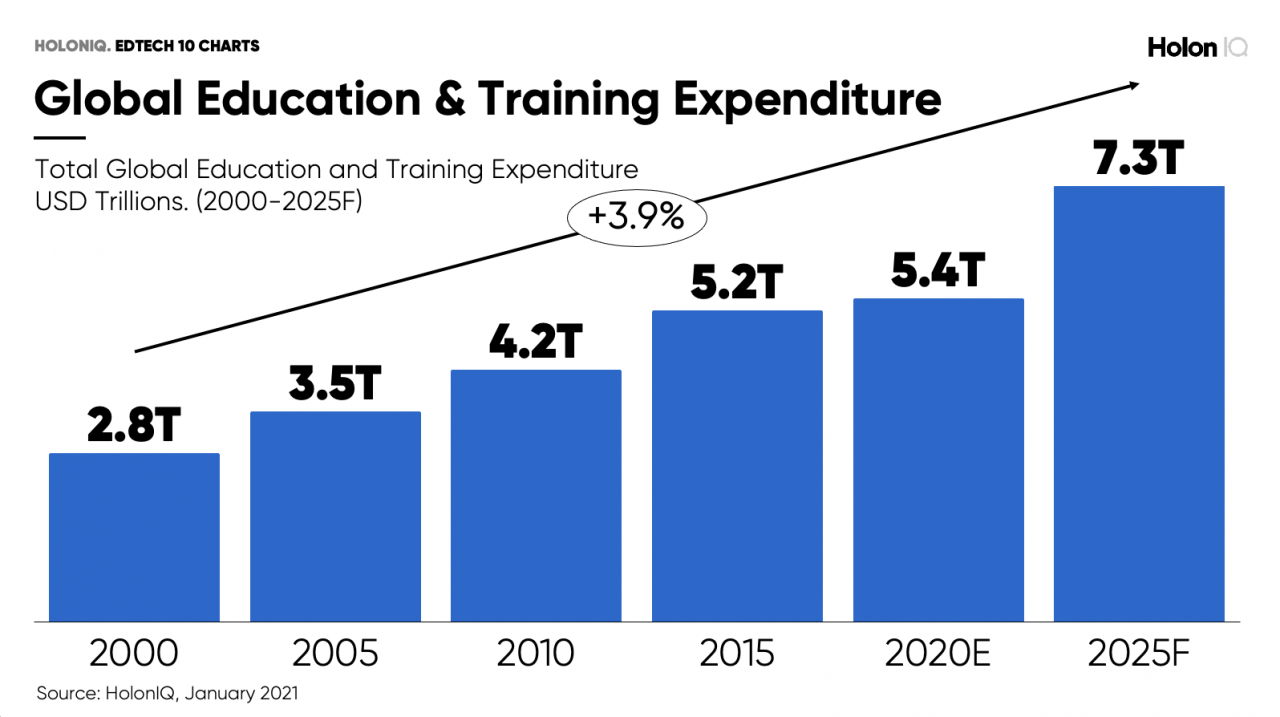 HOLONIQ. EDTECH 10 CHARTS
Holon IQ
Global Education & Training Expenditure
Total Global Education and Training Expenditure
USD Trillions. (2000-2025F)
+3.9%
2.8T
3.5T
4.2T
5.2T
5.4T
7.3T
2000
2005
2010
2015
2020E
2025F
Source: HolonIQ, January 2021